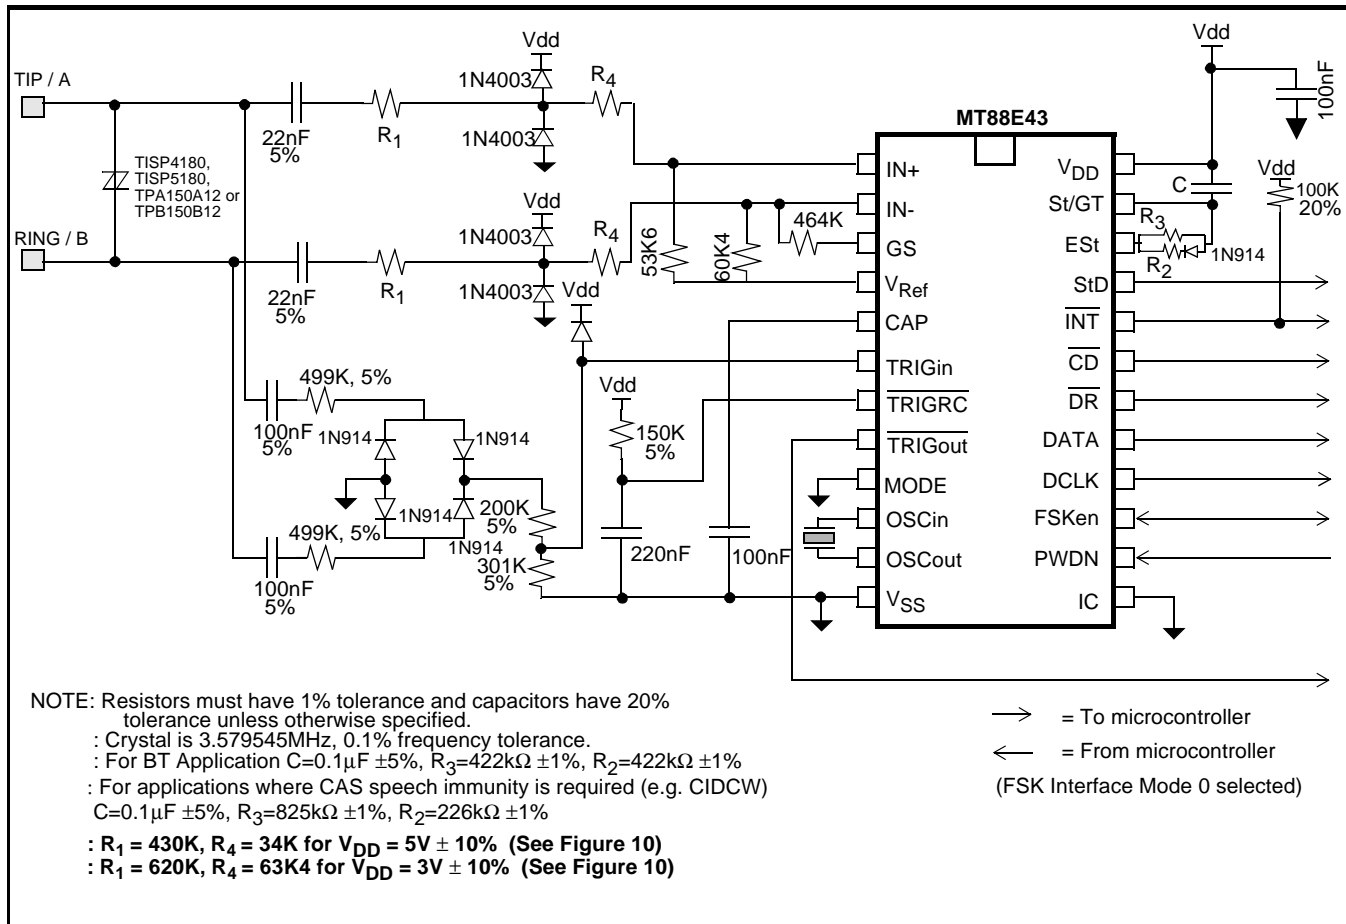 Vdd
Vdd
TIP / A
1N4003
R4
22nF
5%
R1
1N4003
100nF
MT88E43
TISP4180,
TISP5180,
TPA150A12 or
TPB150B12
IN+
VDD
Vdd
C
100K
20%
Vdd
IN-
St/GT
R3
RING / B
1N4003
R4
464K
53K6
60K4
GS
ESt
1N914
R2
22nF
5%
R1
1N4003
Vdd
VRef
StD
CAP
INT
TRIGin
CD
499K, 5%
Vdd
TRIGRC
DR
100nF
5%
1N914
1N914
150K
5%
TRIGout
DATA
MODE
DCLK
499K, 5%
1N914
200K
5%
OSCin
FSKen
1N914
220nF
100nF
OSCout
PWDN
301K
5%
100nF
5%
VSS
IC
NOTE: Resistors must have 1% tolerance and capacitors have 20%
tolerance unless otherwise specified.
: Crystal is 3.579545MHz, 0.1% frequency tolerance.
: For BT Application C=0.1μF ±5%, R3=422kΩ ±1%, R2=422kΩ ±1%
: For applications where CAS speech immunity is required (e.g. CIDCW)
C=0.1μF ±5%, R3=825kΩ ±1%, R2=226kΩ ±1%
: R1 = 430K, R4 = 34K for VDD = 5V ± 10% (See Figure 10)
: R1 = 620K, R4 = 63K4 for VDD = 3V ± 10% (See Figure 10)
= To microcontroller
= From microcontroller
(FSK Interface Mode 0 selected)